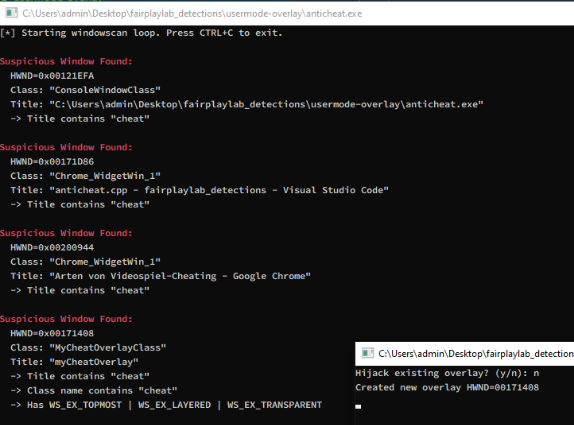 C:\Users\admin\Desktop\fairplaylab_detections\usermode-overlay\anticheat.exe
[*] Starting windowscan loop. Press CTRL+C to exit.
Suspicious Window Found:
HWND=0x00121EFA
Class: "ConsoleWindowClass"
Title: "C:\Users\admin\Desktop\fairplaylab_detections\usermode-overlay\anticheat.exe"
-> Title contains "cheat"
Suspicious Window Found:
HWND=0x00171D86
Class: "Chrome_WidgetWin_1"
Title: "anticheat.cpp - fairplaylab_detections - Visual Studio Code"
-> Title contains "cheat"
Suspicious Window Found:
HWND=0x00200944
Class: "Chrome_WidgetWin_1"
Title: "Arten von Videospiel-Cheating - Google Chrome"
-> Title contains "cheat"
Suspicious Window Found:
HWND=0x00171408
Class: "MyCheatOverlayClass"
Title: "myCheatOverlay"
-> Title contains "cheat"
-> Class name contains "cheat"
-> Has WS_EX_TOPMOST | WS_EX_LAYERED | WS_EX_TRANSPARENT
C:\Users\admin\Desktop\fairplaylab_detection
Hijack existing overlay? (y/n): n
Created new overlay HWND=00171408